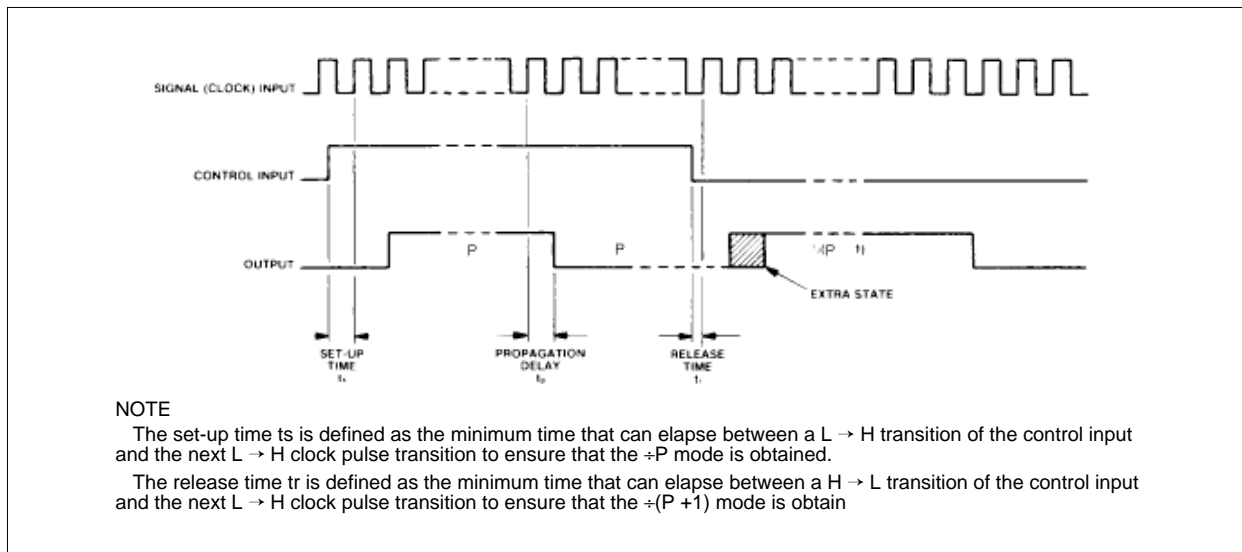 SIGNAL (CLOCK) INPUT
CONTROL INPUT
P
P
OUTPUT
EXTRA STATE
SET-UP
TIME
PROPAGATION
DELAY
RELEASE
TIME
NOTE
The set-up time ts is defined as the minimum time that can elapse between a L → H transition of the control input
and the next L → H clock pulse transition to ensure that the ÷P mode is obtained.
The release time tr is defined as the minimum time that can elapse between a H → L transition of the control input
and the next L → H clock pulse transition to ensure that the ÷(P +1) mode is obtain